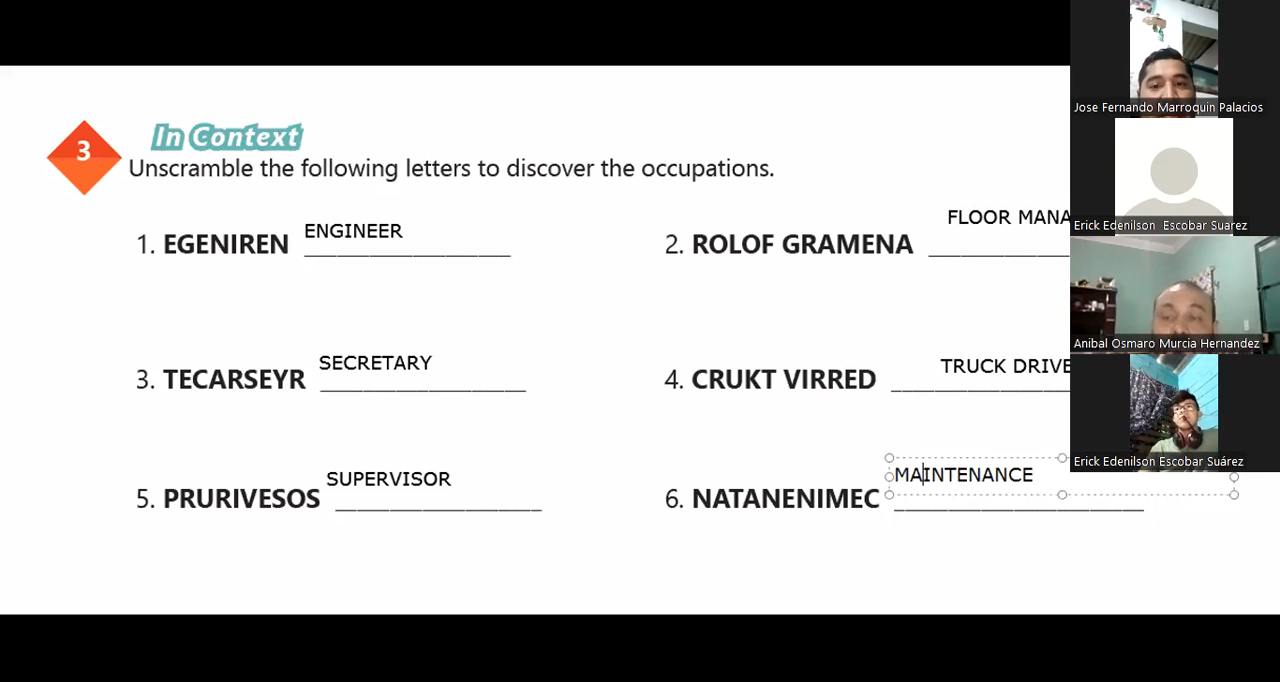 3
In Context
Unscramble the following letters to discover the occupations.
1. EGENIREN ENGINEER
2. ROLOF GRAMENA FLOOR MANA
3. TECARSEYR SECRETARY
4. CRUKT VIRRED TRUCK DRIVE
5. PRURIVESOS SUPERVISOR
6. NATANENIMEC MAINTENANCE
Jose Fernando Marroquin Palacios
Erick Edenilson Escobar Suarez
Anibal Osmaro Murcia Hernandez
Erick Edenilson Escobar Suárez